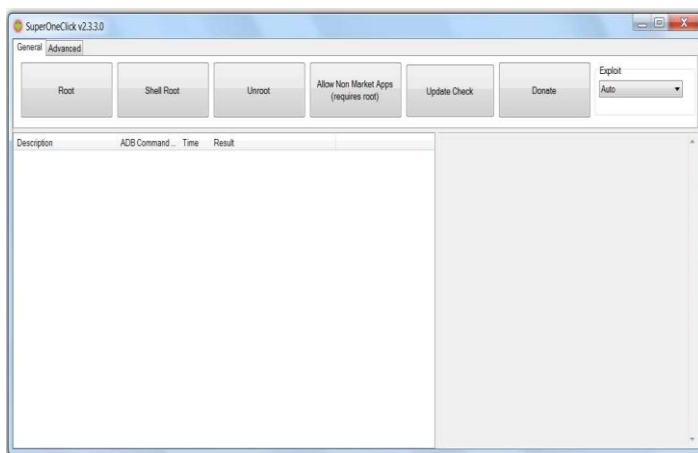 SuperOneClick v2.3.3.0
General Advanced
Root
Shell Root
Unroot
Allow Non Market Apps
(requires root)
Update Check
Donate
Exploit
Auto
Description ADB Command ... Time Result